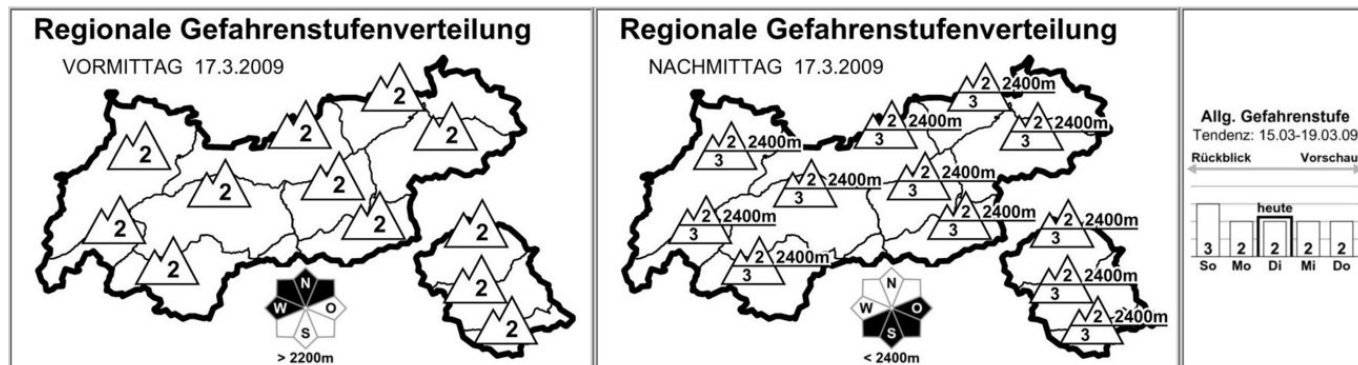 Regionale Gefahrenstufenverteilung
VORMITTAG 17.3.2009
2
2
2
2
2
2
2
2
2
2
2
2
N
W O
S
> 2200m
Regionale Gefahrenstufenverteilung
NACHMITTAG 17.3.2009
2 2400m
3
2 2400m
3
2 2400m
3
2 2400m
3
2 2400m
3
2 2400m
3
2 2400m
3
2 2400m
3
2 2400m
3
2 2400m
3
2 2400m
3
2 2400m
3
N
W O
S
< 2400m
Allg. Gefahrenstufe
Tendenz: 15.03-19.03.09
Rückblick Vorschau
heute
3 2 2 2 2
So Mo Di Mi Do